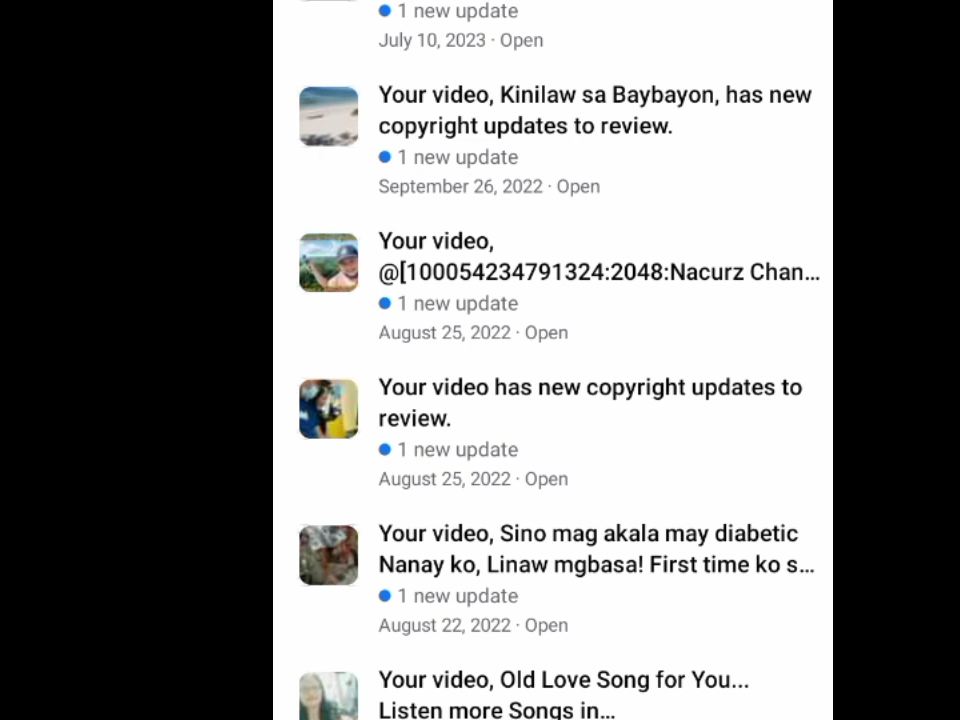 1 new update
July 10, 2023 · Open
Your video, Kinilaw sa Baybayon, has new
copyright updates to review.
1 new update
September 26, 2022 · Open
Your video,
@[100054234791324:2048:Nacurz Chan...
1 new update
August 25, 2022 · Open
Your video has new copyright updates to
review.
1 new update
August 25, 2022 · Open
Your video, Sino mag akala may diabetic
Nanay ko, Linaw mgbasa! First time ko s...
1 new update
August 22, 2022 · Open
Your video, Old Love Song for You...
Listen more Songs in...